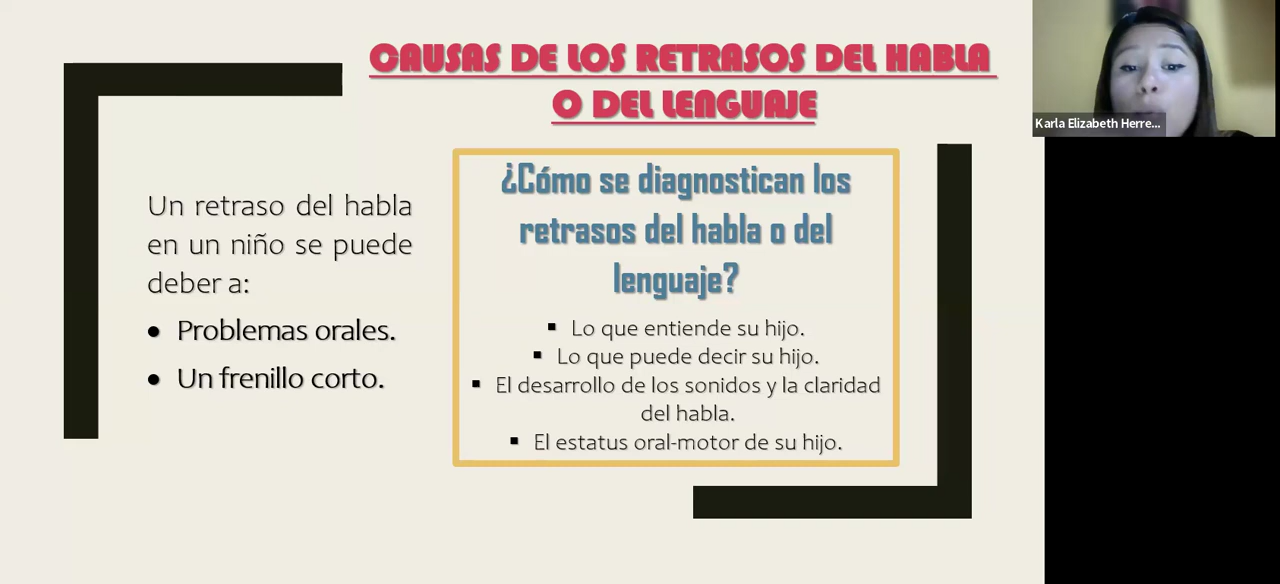 CAUSAS DE LOS RETRASOS DEL HABLA
O DEL LENGUAJE
Un retraso del habla
en un niño se puede
deber a:
• Problemas orales.
• Un frenillo corto.
¿Cómo se diagnostican los
retrasos del habla o del
lenguaje?
▪ Lo que entiende su hijo.
▪ Lo que puede decir su hijo.
▪ El desarrollo de los sonidos y la claridad
del habla.
▪ El estatus oral-motor de su hijo.
Karla Elizabeth Herre...